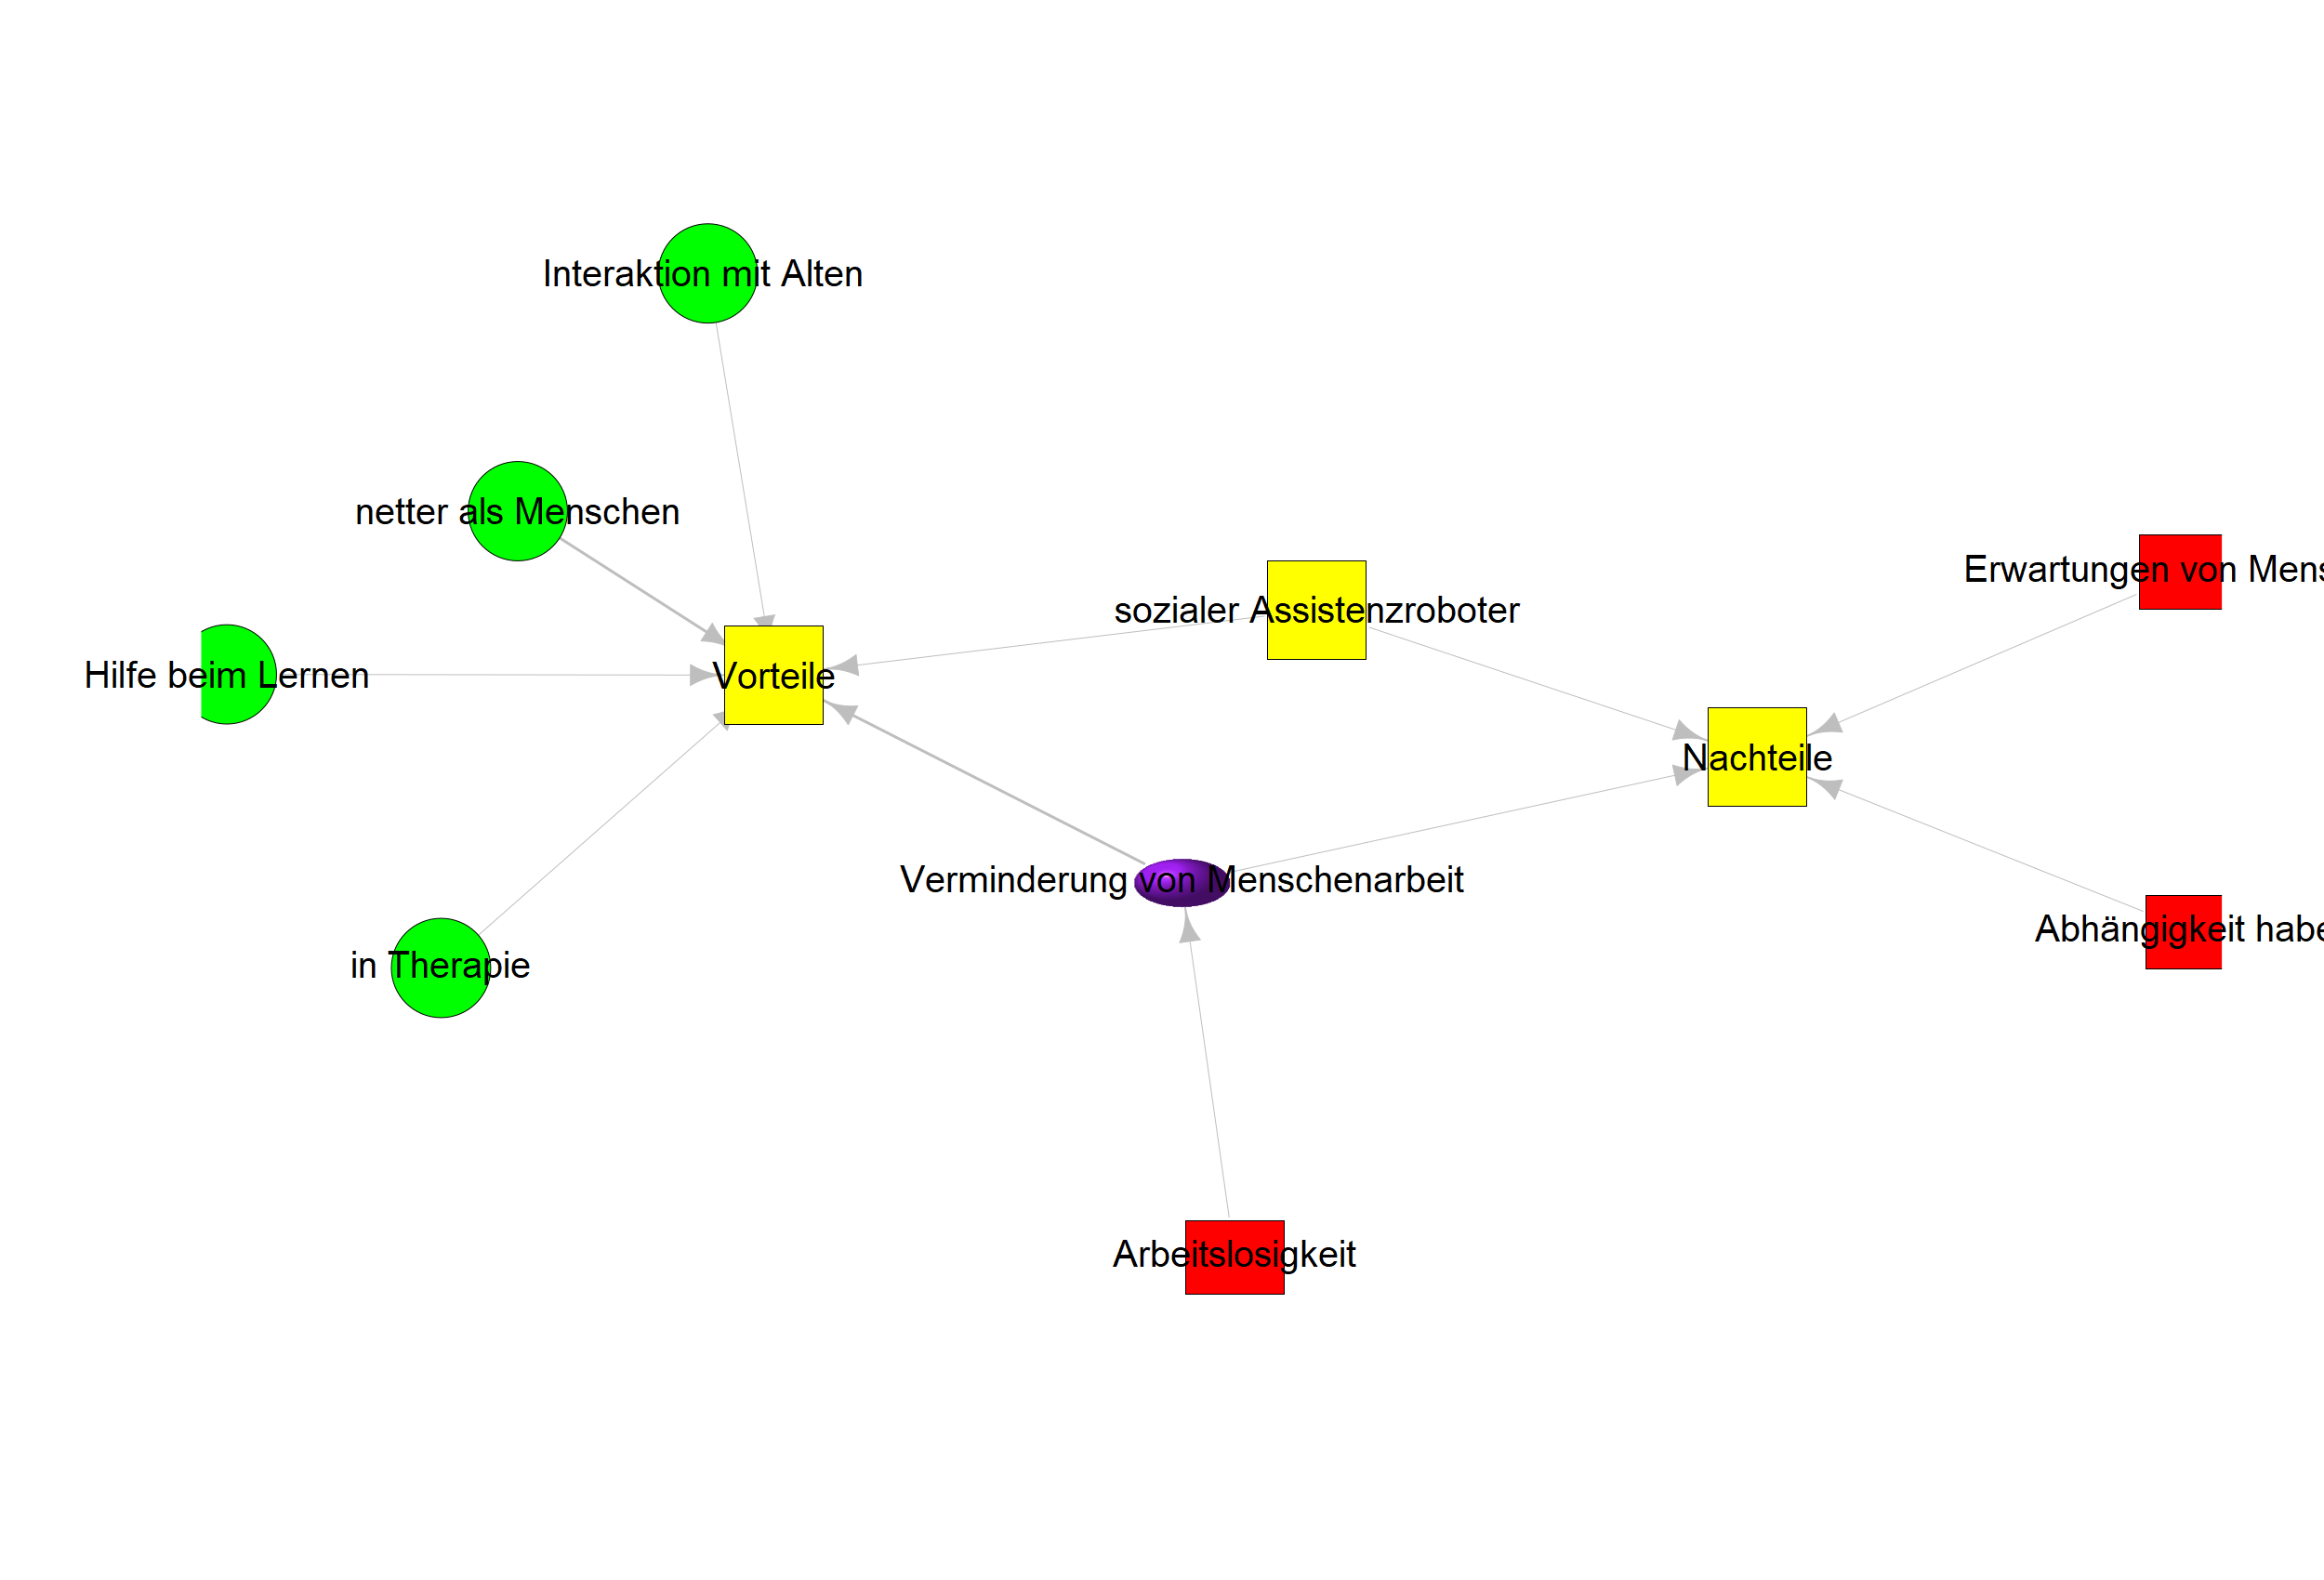 Interaktion mit Alten
netter als Menschen
Erwartungen von Mens
sozialer Assistenzroboter
Hilfe beim Lernen
Vorteile
Nachteile
Verminderung von Menschenarbeit
Abhängigkeit habe
in Therapie
Arbeitslosigkeit